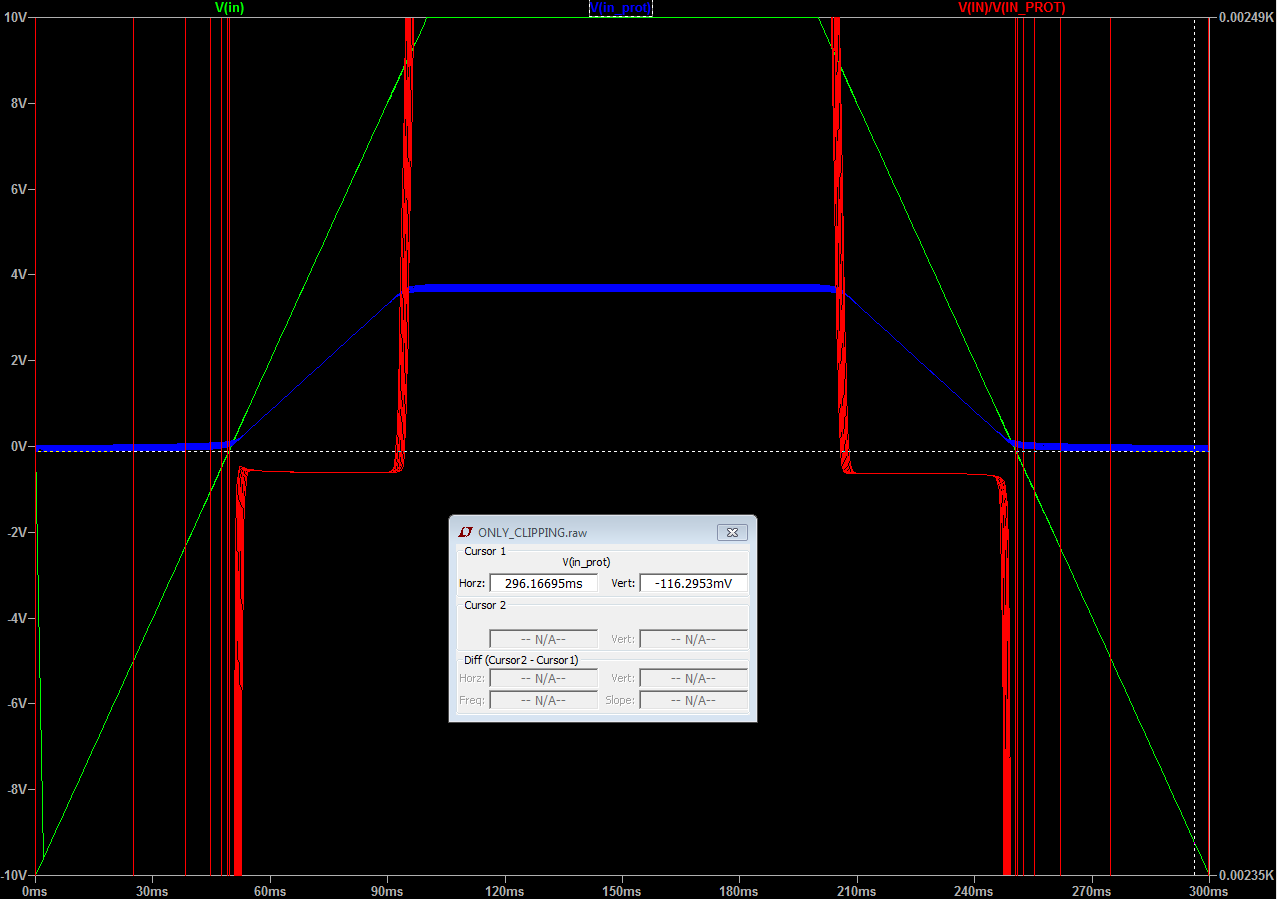 V(in) V(in_prot) V(IN)/V(IN_PROT)
10V 0.00249K
8V
6V
4V
2V
0V
-2V
-4V
-6V
-8V
-10V 0.00235K
0ms 30ms 60ms 90ms 120ms 150ms 180ms 210ms 240ms 270ms 300ms
ONLY_CLIPPING.raw
Cursor 1
V(in_prot)
Horz: 296.16695ms Vert: -116.2953mV
Cursor 2
-- N/A-- Vert: -- N/A--
Diff (Cursor2 - Cursor1)
Horz: -- N/A-- Vert: -- N/A--
Freq: -- N/A-- Slope: -- N/A--